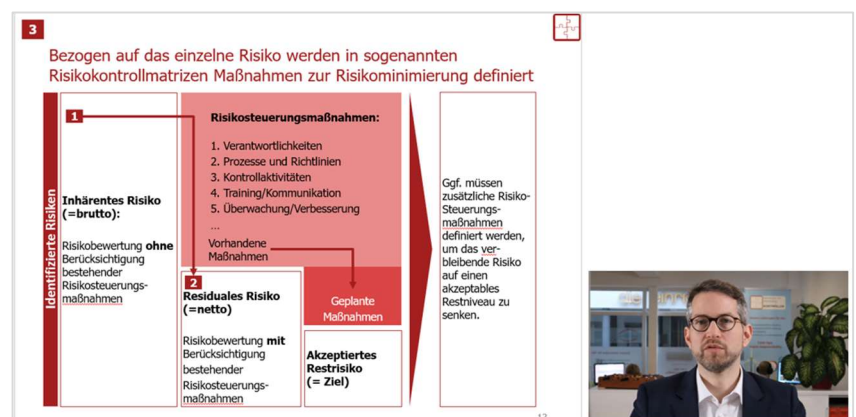 3
Bezogen auf das einzelne Risiko werden in sogenannten
Risikokontrollmatrizen Maßnahmen zur Risikominimierung definiert
Identifizierte Risiken
1
Inhärentes Risiko
(=brutto):
Risikobewertung ohne
Berücksichtigung
bestehender
Risikosteuerungs-
maßnahmen
Risikosteuerungsmaßnahmen:
1. Verantwortlichkeiten
2. Prozesse und Richtlinien
3. Kontrollaktivitäten
4. Training/Kommunikation
5. Überwachung/Verbesserung
...
Vorhandene
Maßnahmen
2
Residuales Risiko
(=netto)
Risikobewertung mit
Berücksichtigung
bestehender
Risikosteuerungs-
maßnahmen
Geplante
Maßnahmen
Akzeptiertes
Restrisiko
(= Ziel)
Ggf. müssen
zusätzliche Risiko-
Steuerungs-
maßnahmen
definiert werden,
um das ver-
bleibende Risiko
auf einen
akzeptables
Restniveau zu
senken.